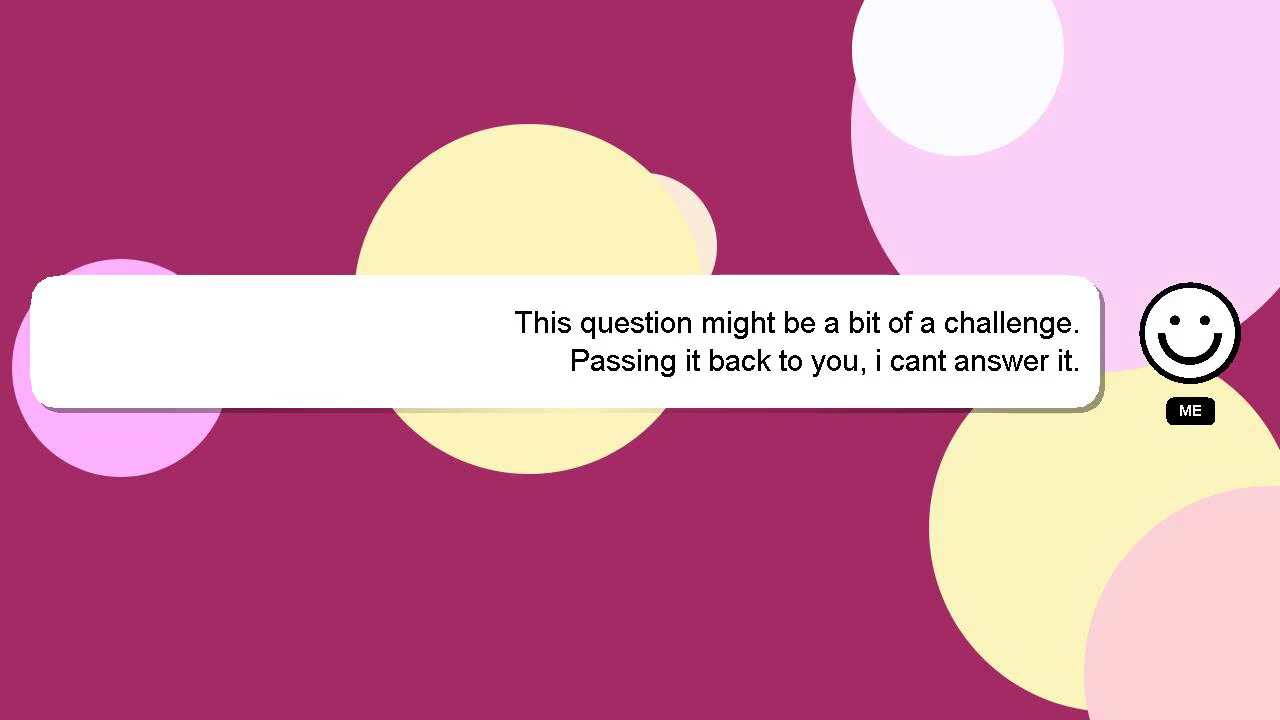 This question might be a bit of a challenge.
Passing it back to you, i cant answer it.
ME